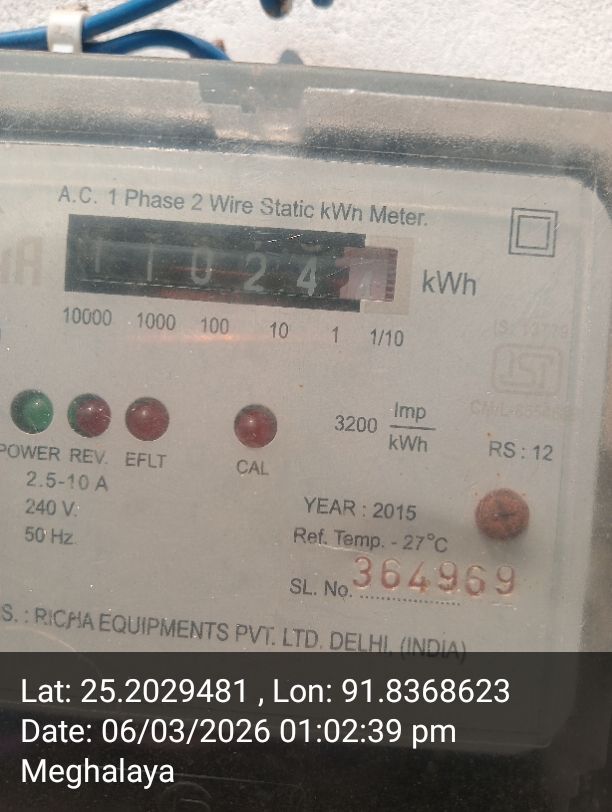 A.C. 1 Phase 2 Wire Static kWh Meter.
1 1 0 2 4 kWh
10000 1000 100 10 1 1/10
3200 Imp/kWh
POWER REV. EFLT CAL
RS : 12
2.5-10 A
240 V
50 Hz
YEAR : 2015
Ref. Temp. - 27°C
SL. No. 364969
S. : RICHA EQUIPMENTS PVT. LTD. DELHI, (INDIA)
Lat: 25.2029481 , Lon: 91.8368623
Date: 06/03/2026 01:02:39 pm
Meghalaya